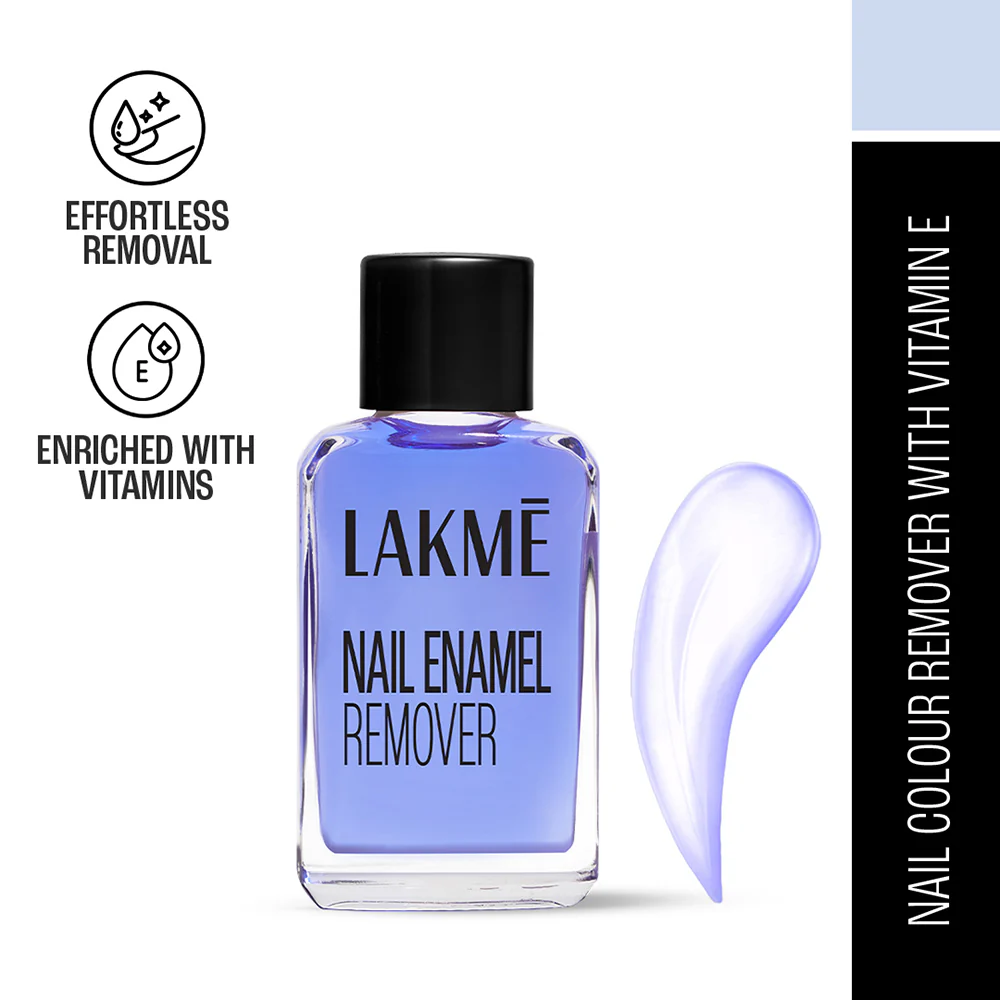 EFFORTLESS
REMOVAL
E
ENRICHED WITH
VITAMINS
LAKMĒ
NAIL ENAMEL
REMOVER
NAIL COLOUR REMOVER WITH VITAMIN E